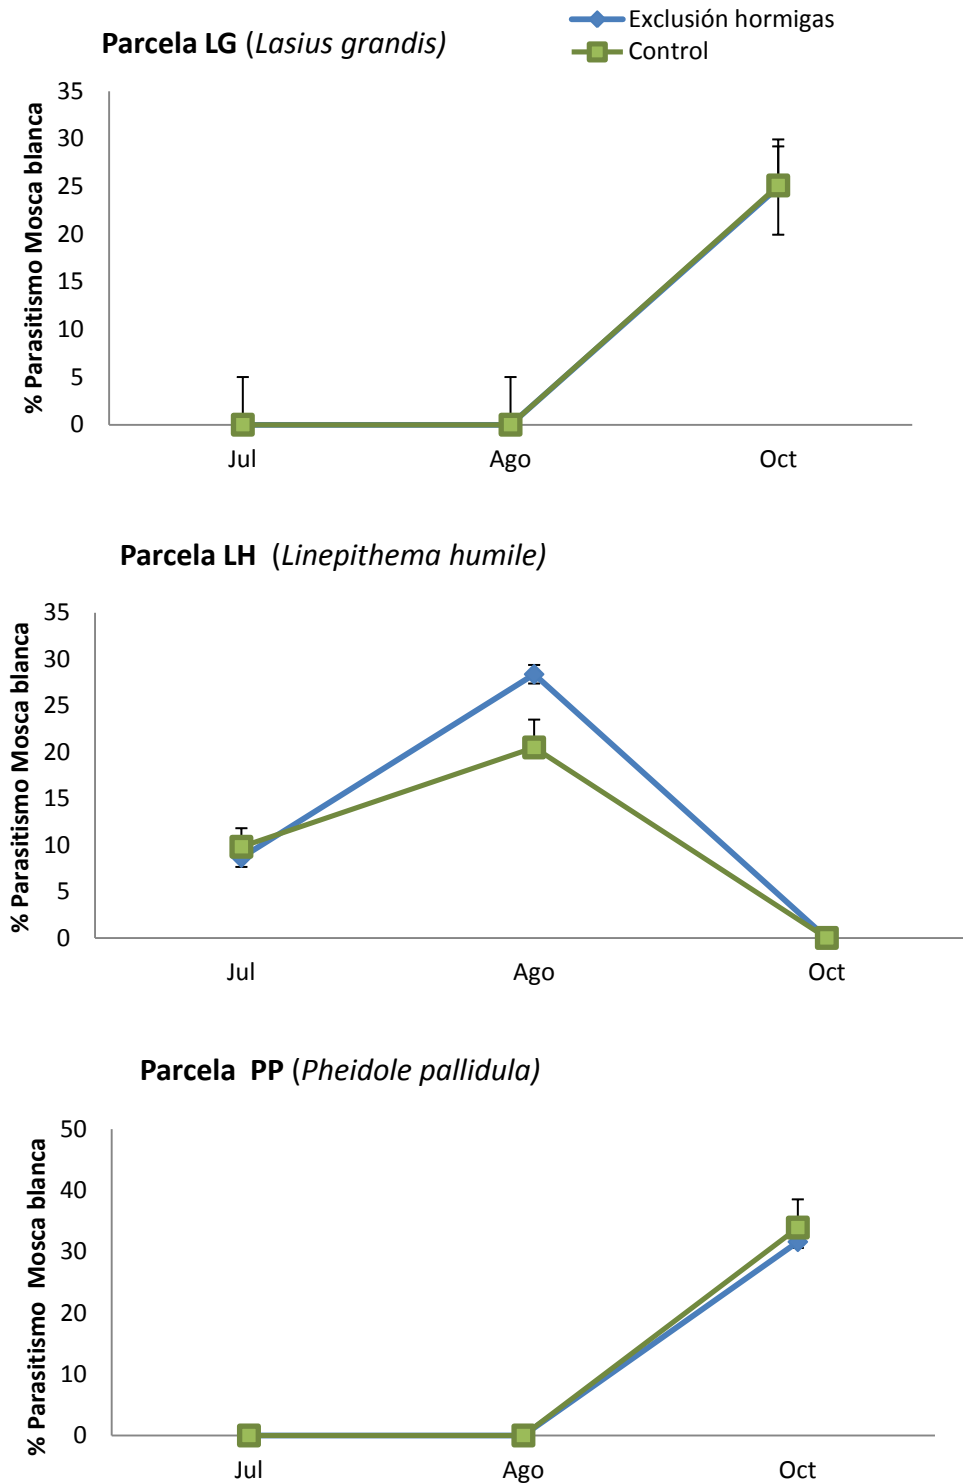 Exclusión hormigas
Control
Parcela LG (Lasius grandis)
% Parasitismo Mosca blanca
35
30
25
20
15
10
5
0
Jul Ago Oct
Parcela LH (Linepithema humile)
% Parasitismo Mosca blanca
35
30
25
20
15
10
5
0
Jul Ago Oct
Parcela PP (Pheidole pallidula)
% Parasitismo Mosca blanca
50
40
30
20
10
0
Jul Ago Oct